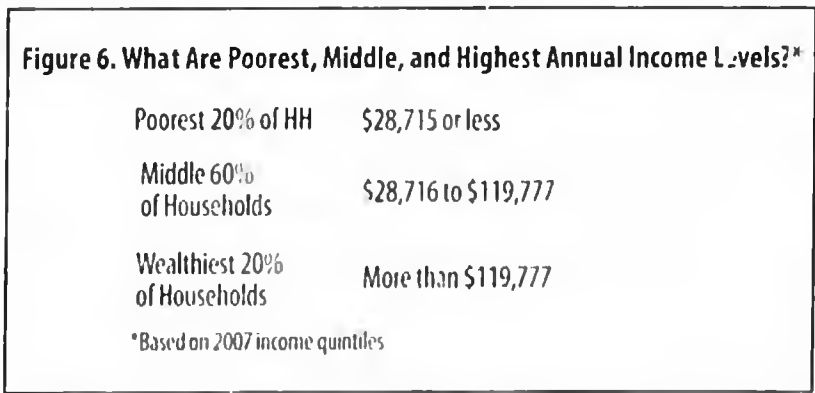 Figure 6. What Are Poorest, Middle, and Highest Annual Income Levels?*
Poorest 20% of HH $28,715 or less
Middle 60%
of Households $28,716 to $119,777
Wealthiest 20%
of Households More than $119,777
*Based on 2007 income quintiles